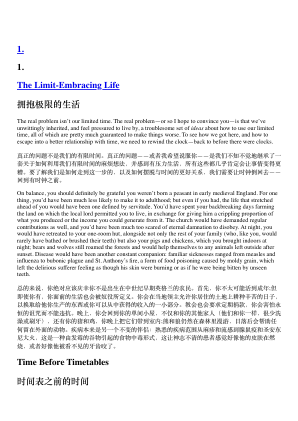 1.
1.
The Limit-Embracing Life
拥抱极限的生活
The real problem isn't our limited time. The real problem—or so I hope to convince you—is that we've
unwittingly inherited, and feel pressured to live by, a troublesome set of ideas about how to use our limited
time, all of which are pretty much guaranteed to make things worse. To see how we got here, and how to
escape into a better relationship with time, we need to rewind the clock—back to before there were clocks.
真正的问题不是我们的有限时间。真正的问题——或者我希望说服你——是我们不知不觉地继承了一
套关于如何利用我们有限时间的麻烦想法，并感到有压力生活，所有这些都几乎肯定会让事情变得更
糟。要了解我们是如何走到这一步的，以及如何摆脱与时间的更好关系，我们需要让时钟倒转——
回到有时钟之前。
On balance, you should definitely be grateful you weren't born a peasant in early medieval England. For one
thing, you'd have been much less likely to make it to adulthood; but even if you had, the life that stretched
ahead of you would have been one defined by servitude. You'd have spent your backbreaking days farming
the land on which the local lord permitted you to live, in exchange for giving him a crippling proportion of
what you produced or the income you could generate from it. The church would have demanded regular
contributions as well, and you'd have been much too scared of eternal damnation to disobey. At night, you
would have retreated to your one-room hut, alongside not only the rest of your family (who, like you, would
rarely have bathed or brushed their teeth) but also your pigs and chickens, which you brought indoors at
night; bears and wolves still roamed the forests and would help themselves to any animals left outside after
sunset. Disease would have been another constant companion: familiar sicknesses ranged from measles and
influenza to bubonic plague and St. Anthony's fire, a form of food poisoning caused by moldy grain, which
left the delirious sufferer feeling as though his skin were burning or as if he were being bitten by unseen
teeth.
总的来说，你绝对应该庆幸你不是出生在中世纪早期英格兰的农民。首先，你不太可能活到成年;但
即使你有，你面前的生活也会被奴役所定义。你会在当地领主允许你居住的土地上耕种辛苦的日子，
以换取给他你生产的东西或你可以从中获得的收入的一小部分。教会也会要求定期捐款，你会害怕永
恒的诅咒而不敢违抗。晚上，你会回到你的单间小屋，不仅和你的其他家人（他们和你一样，很少洗
澡或刷牙），还有你的猪和鸡，你晚上把它们带到室内;熊和狼仍然在森林里漫游，日落后会帮助任
何留在外面的动物。疾病本来是另一个不变的伴侣：熟悉的疾病范围从麻疹和流感到腺鼠疫和圣安东
尼大火，这是一种由发霉的谷物引起的食物中毒形式，这让神志不清的患者感觉好像他的皮肤在燃
烧，或者好像他被看不见的牙齿咬了。
Time Before Timetables
时间表之前的时间